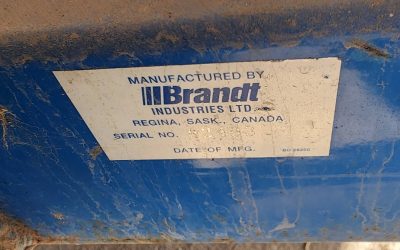 MANUFACTURED BY
Brandt
INDUSTRIES LTD.
REGINA, SASK., CANADA
SERIAL NO.
DATE OF MFG.